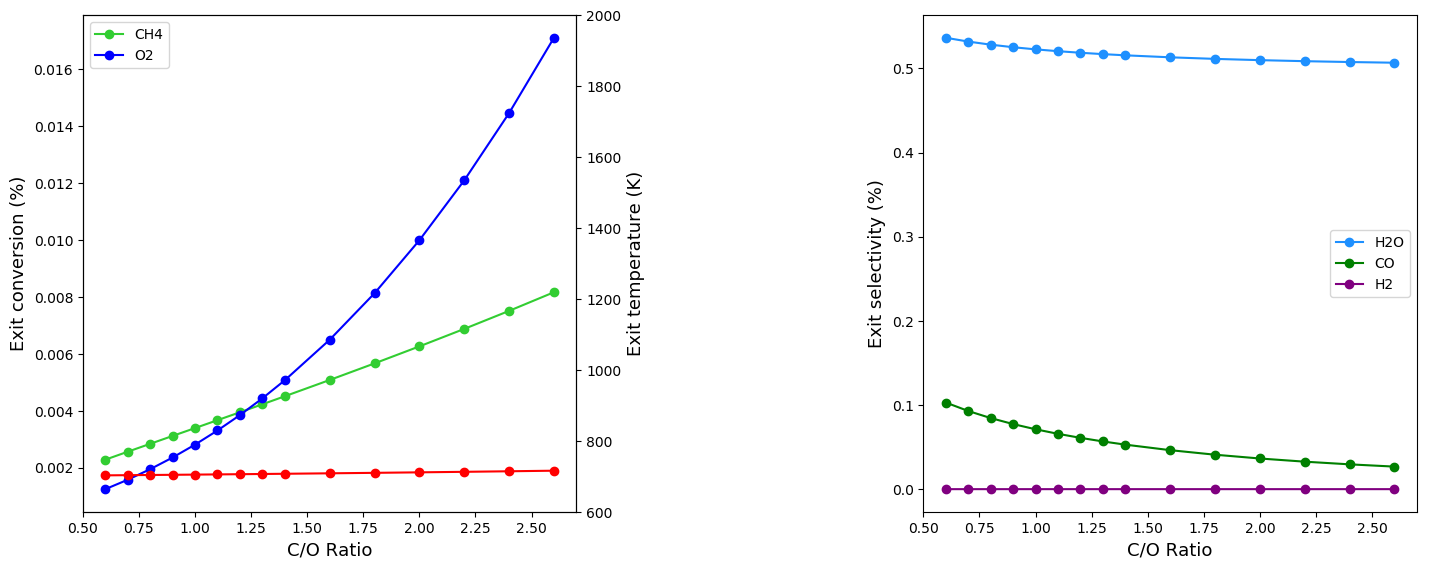 CH4
O2
0.016
0.014
0.012
0.010
0.008
0.006
0.004
0.002
Exit conversion (%)
0.50 0.75 1.00 1.25 1.50 1.75 2.00 2.25 2.50
C/O Ratio
2000
1800
1600
1400
1200
1000
800
600
Exit temperature (K)
0.5
0.4
0.3
0.2
0.1
0.0
Exit selectivity (%)
H2O
CO
H2
0.50 0.75 1.00 1.25 1.50 1.75 2.00 2.25 2.50
C/O Ratio